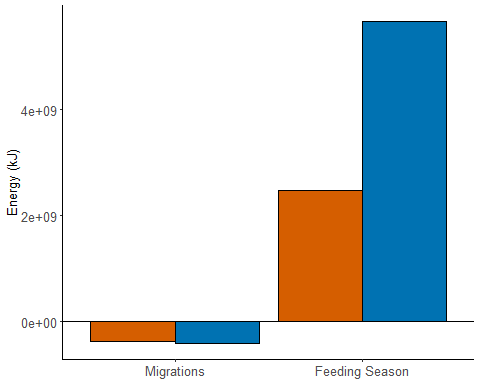 Energy (kJ)
4e+09
2e+09
0e+00
Migrations
Feeding Season